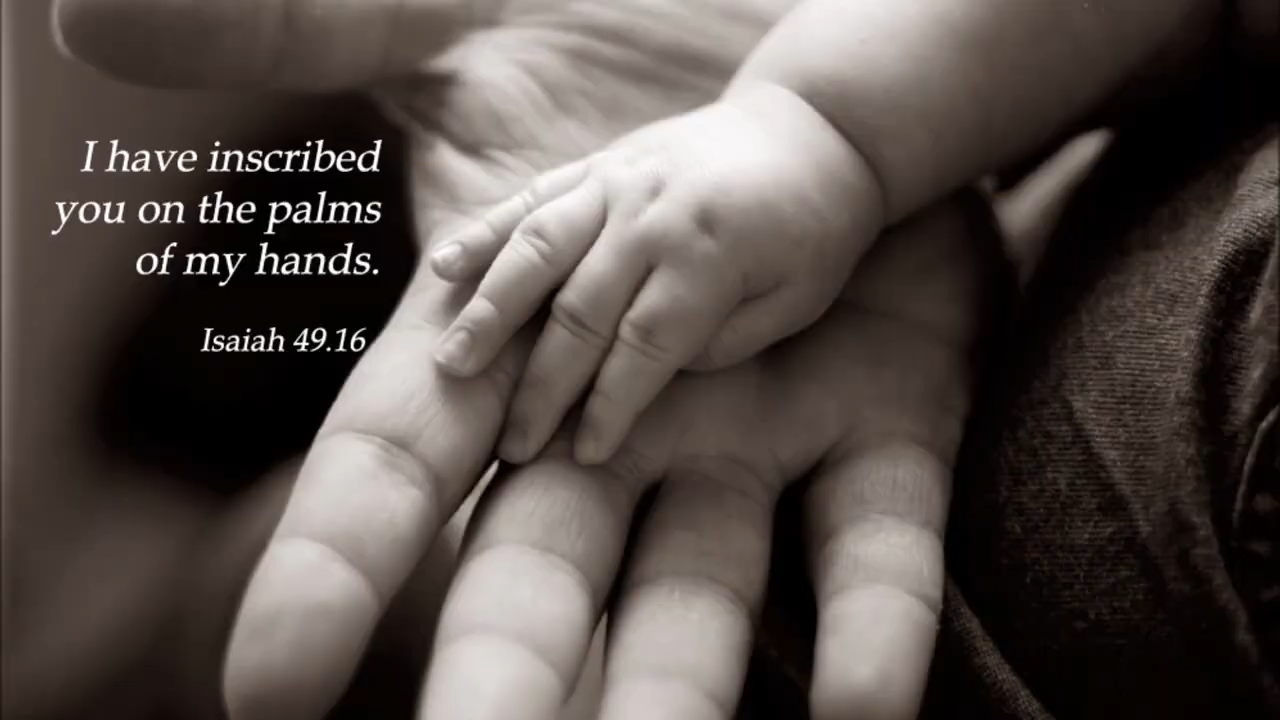 I have inscribed
you on the palms
of my hands.
Isaiah 49.16